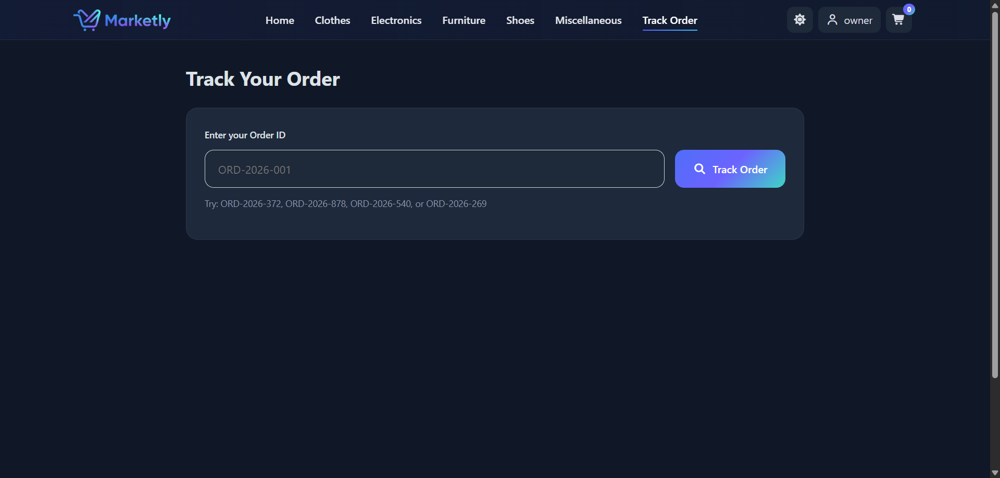 Marketly
Home Clothes Electronics Furniture Shoes Miscellaneous Track Order
owner
0
Track Your Order
Enter your Order ID
ORD-2026-001
Track Order
Try: ORD-2026-372, ORD-2026-878, ORD-2026-540, or ORD-2026-269